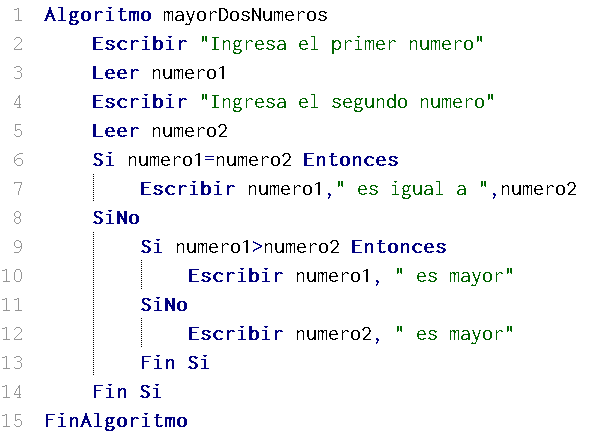 1 Algoritmo mayorDosNumeros
2 Escribir "Ingresa el primer numero"
3 Leer numero1
4 Escribir "Ingresa el segundo numero"
5 Leer numero2
6 Si numero1=numero2 Entonces
7 Escribir numero1," es igual a ",numero2
8 SiNo
9 Si numero1>numero2 Entonces
10 Escribir numero1, " es mayor"
11 SiNo
12 Escribir numero2, " es mayor"
13 Fin Si
14 Fin Si
15 FinAlgoritmo